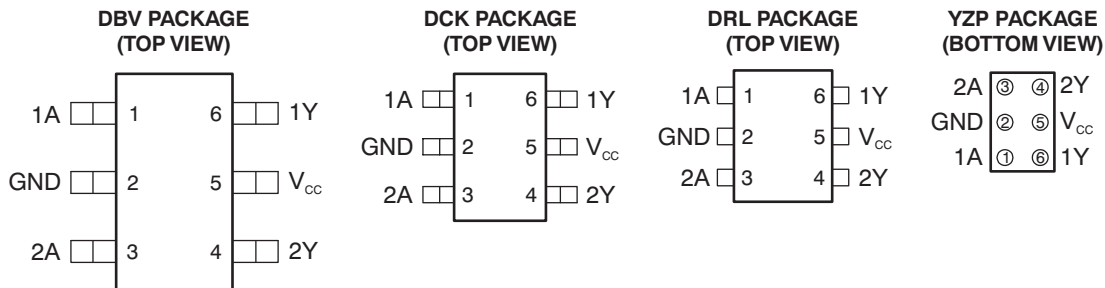 DBV PACKAGE
(TOP VIEW)
1A 1 6 1Y
GND 2 5 VCC
2A 3 4 2Y
DCK PACKAGE
(TOP VIEW)
1A 1 6 1Y
GND 2 5 VCC
2A 3 4 2Y
DRL PACKAGE
(TOP VIEW)
1A 1 6 1Y
GND 2 5 VCC
2A 3 4 2Y
YZP PACKAGE
(BOTTOM VIEW)
2A ③ ④ 2Y
GND ② ⑤ VCC
1A ① ⑥ 1Y